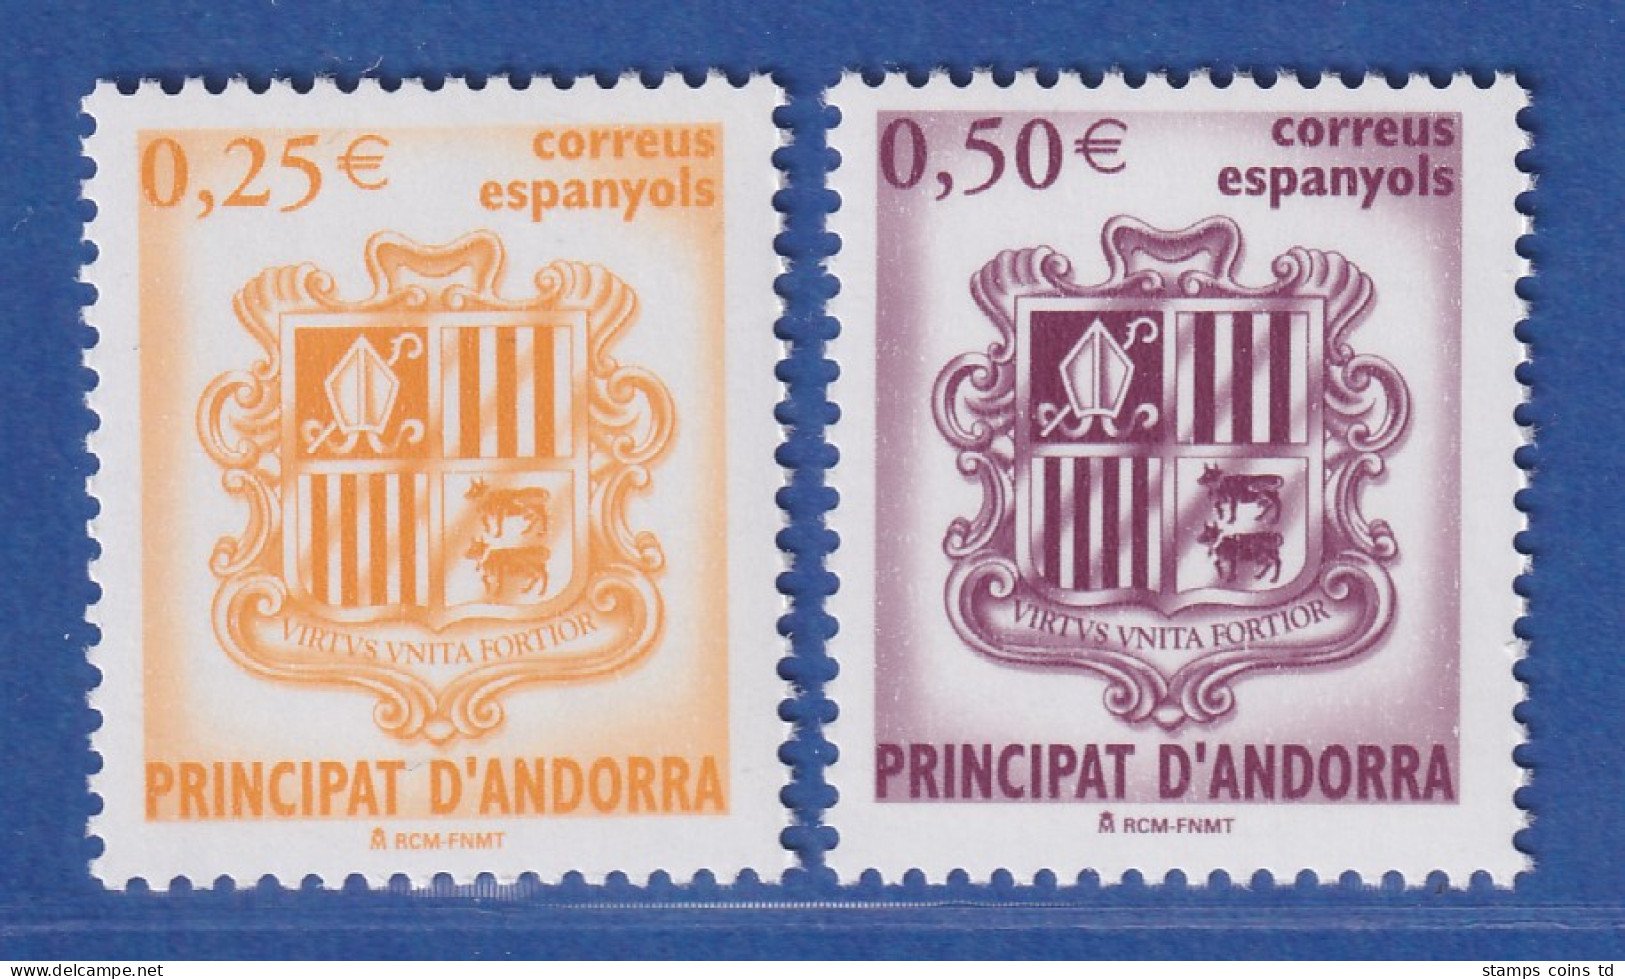 0,25€ correus
espanyols
VIRTVS VNITA FORTIOR
PRINCIPAT D'ANDORRA
RCM-FNMT
0,50€ correus
espanyols
VIRTVS VNITA FORTIOR
PRINCIPAT D'ANDORRA
RCM-FNMT
www.delcampe.net
stamps coins td